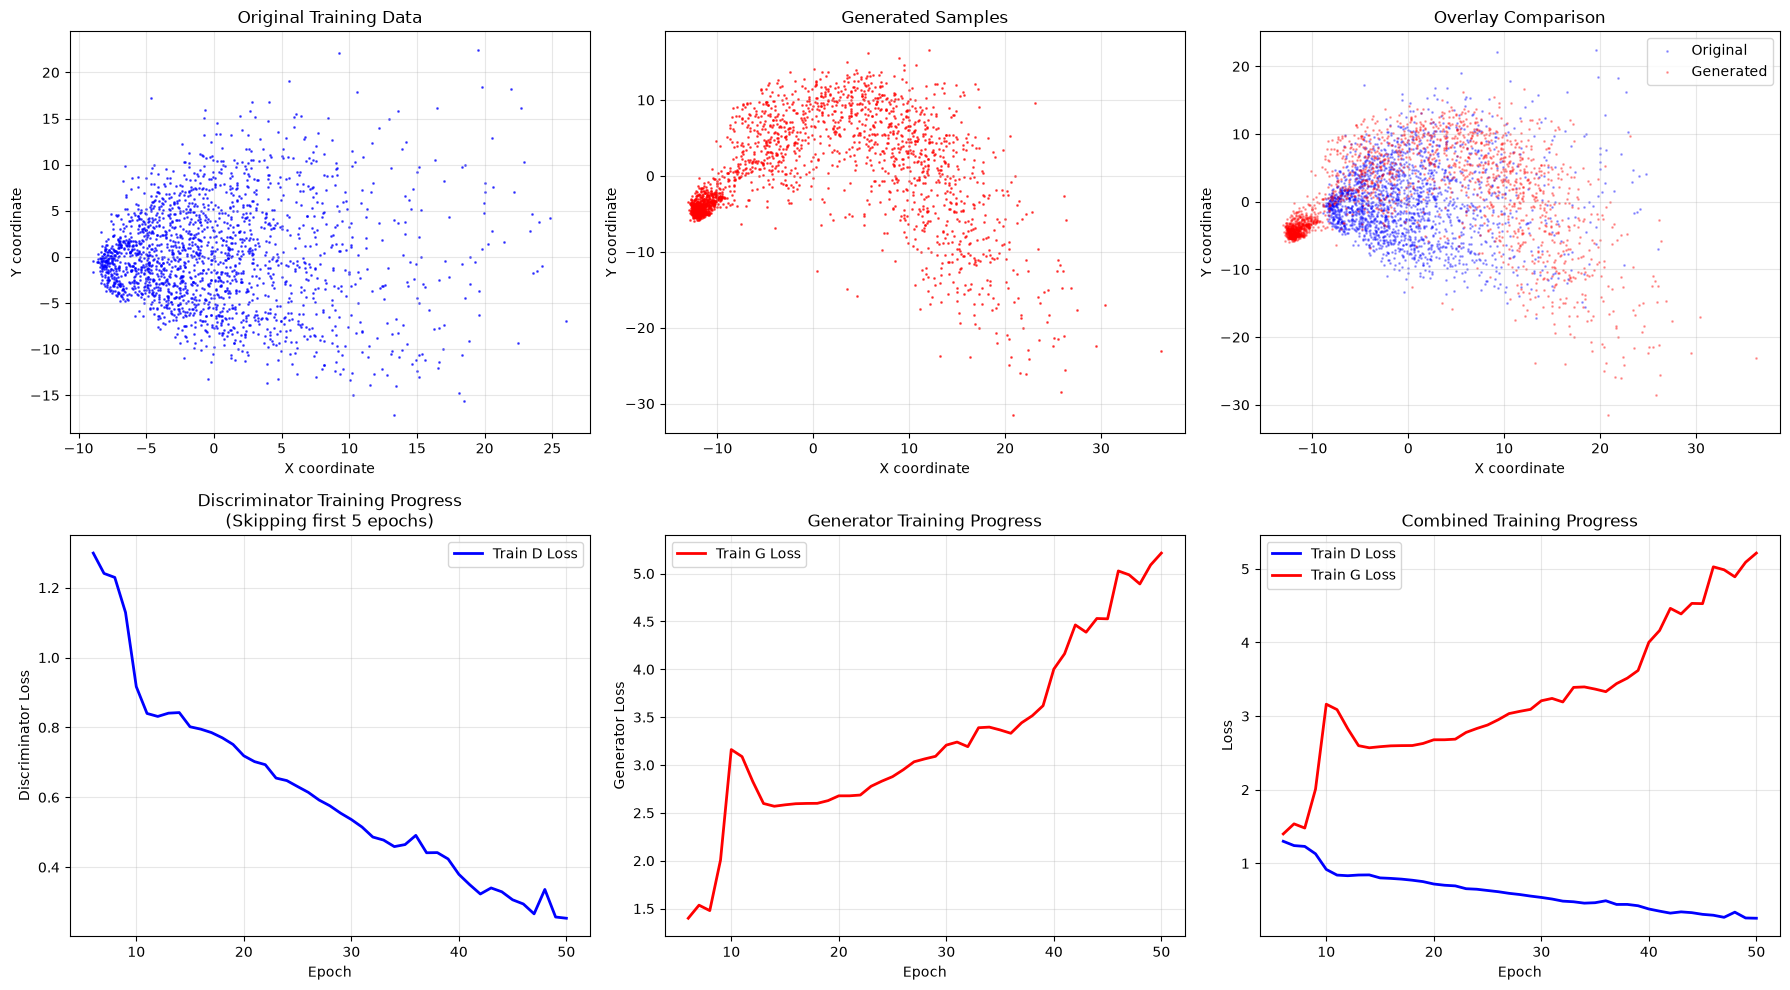 Original Training Data
Y coordinate
20
15
10
5
0
−5
−10
−15
−10
−5
0
5
10
15
20
25
X coordinate
Generated Samples
Y coordinate
10
0
−10
−20
−30
−10
0
10
20
30
X coordinate
Overlay Comparison
Original
Generated
Y coordinate
20
10
0
−10
−20
−30
−10
0
10
20
30
X coordinate
Discriminator Training Progress
(Skipping first 5 epochs)
Train D Loss
Discriminator Loss
1.2
1.0
0.8
0.6
0.4
10
20
30
40
50
Epoch
Generator Training Progress
Train G Loss
Generator Loss
5.0
4.5
4.0
3.5
3.0
2.5
2.0
1.5
10
20
30
40
50
Epoch
Combined Training Progress
Train D Loss
Train G Loss
Loss
5
4
3
2
1
10
20
30
40
50
Epoch